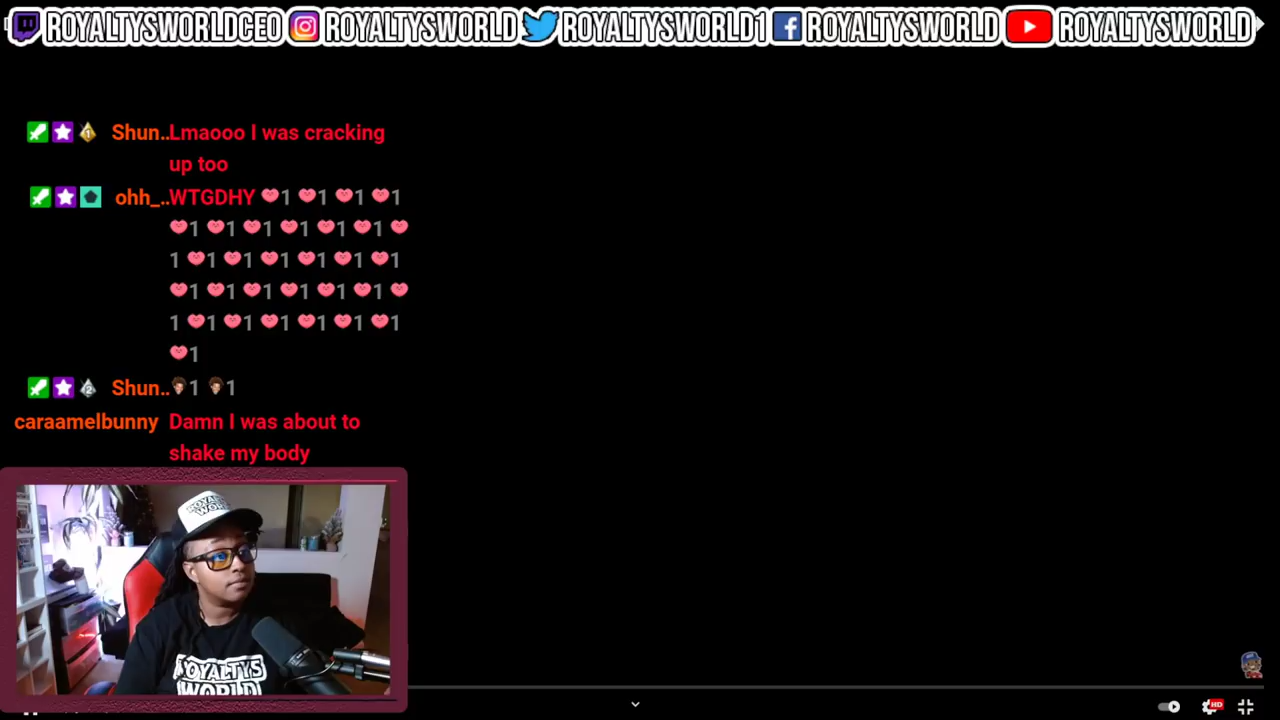 ROYALTYSWORLDCEO ROYALTYSWORLD ROYALTYSWORLD1 ROYALTYSWORLD ROYALTYSWORLD
Shun.. Lmaooo I was cracking
up too
ohh_.. WTGDHY 1 1 1 1
1 1 1 1 1 1
1 1 1 1 1 1 1
1 1 1 1 1 1
1 1 1 1 1 1 1
1
Shun.. 1 1
caraamelbunny Damn I was about to
shake my body
ROYALTYS
WORLD
ROYALTYS
WORLD
HD